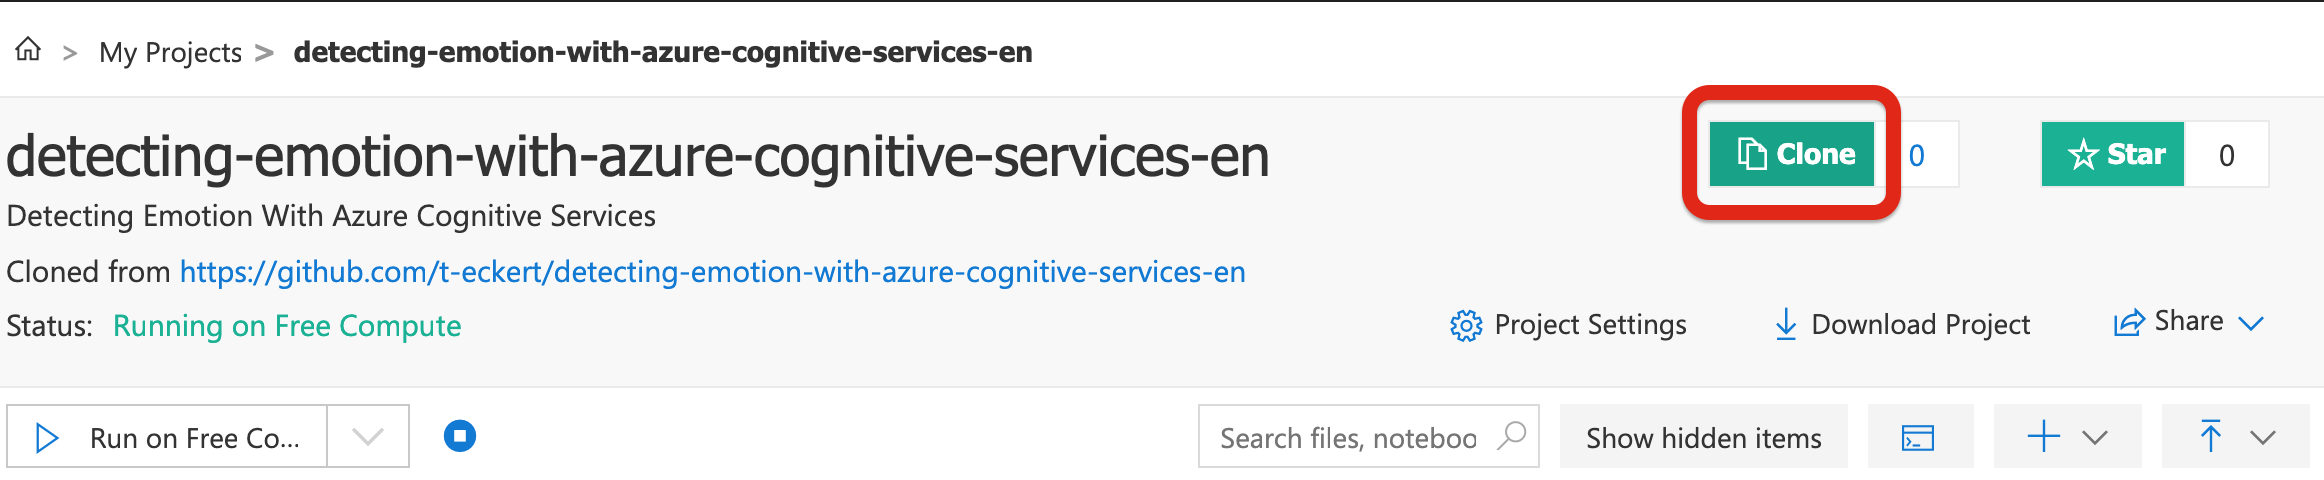 > My Projects > detecting-emotion-with-azure-cognitive-services-en
detecting-emotion-with-azure-cognitive-services-en
Clone 0
Star 0
Detecting Emotion With Azure Cognitive Services
Cloned from https://github.com/t-eckert/detecting-emotion-with-azure-cognitive-services-en
Status: Running on Free Compute
Project Settings Download Project Share
Run on Free Co... Search files, noteboo Show hidden items